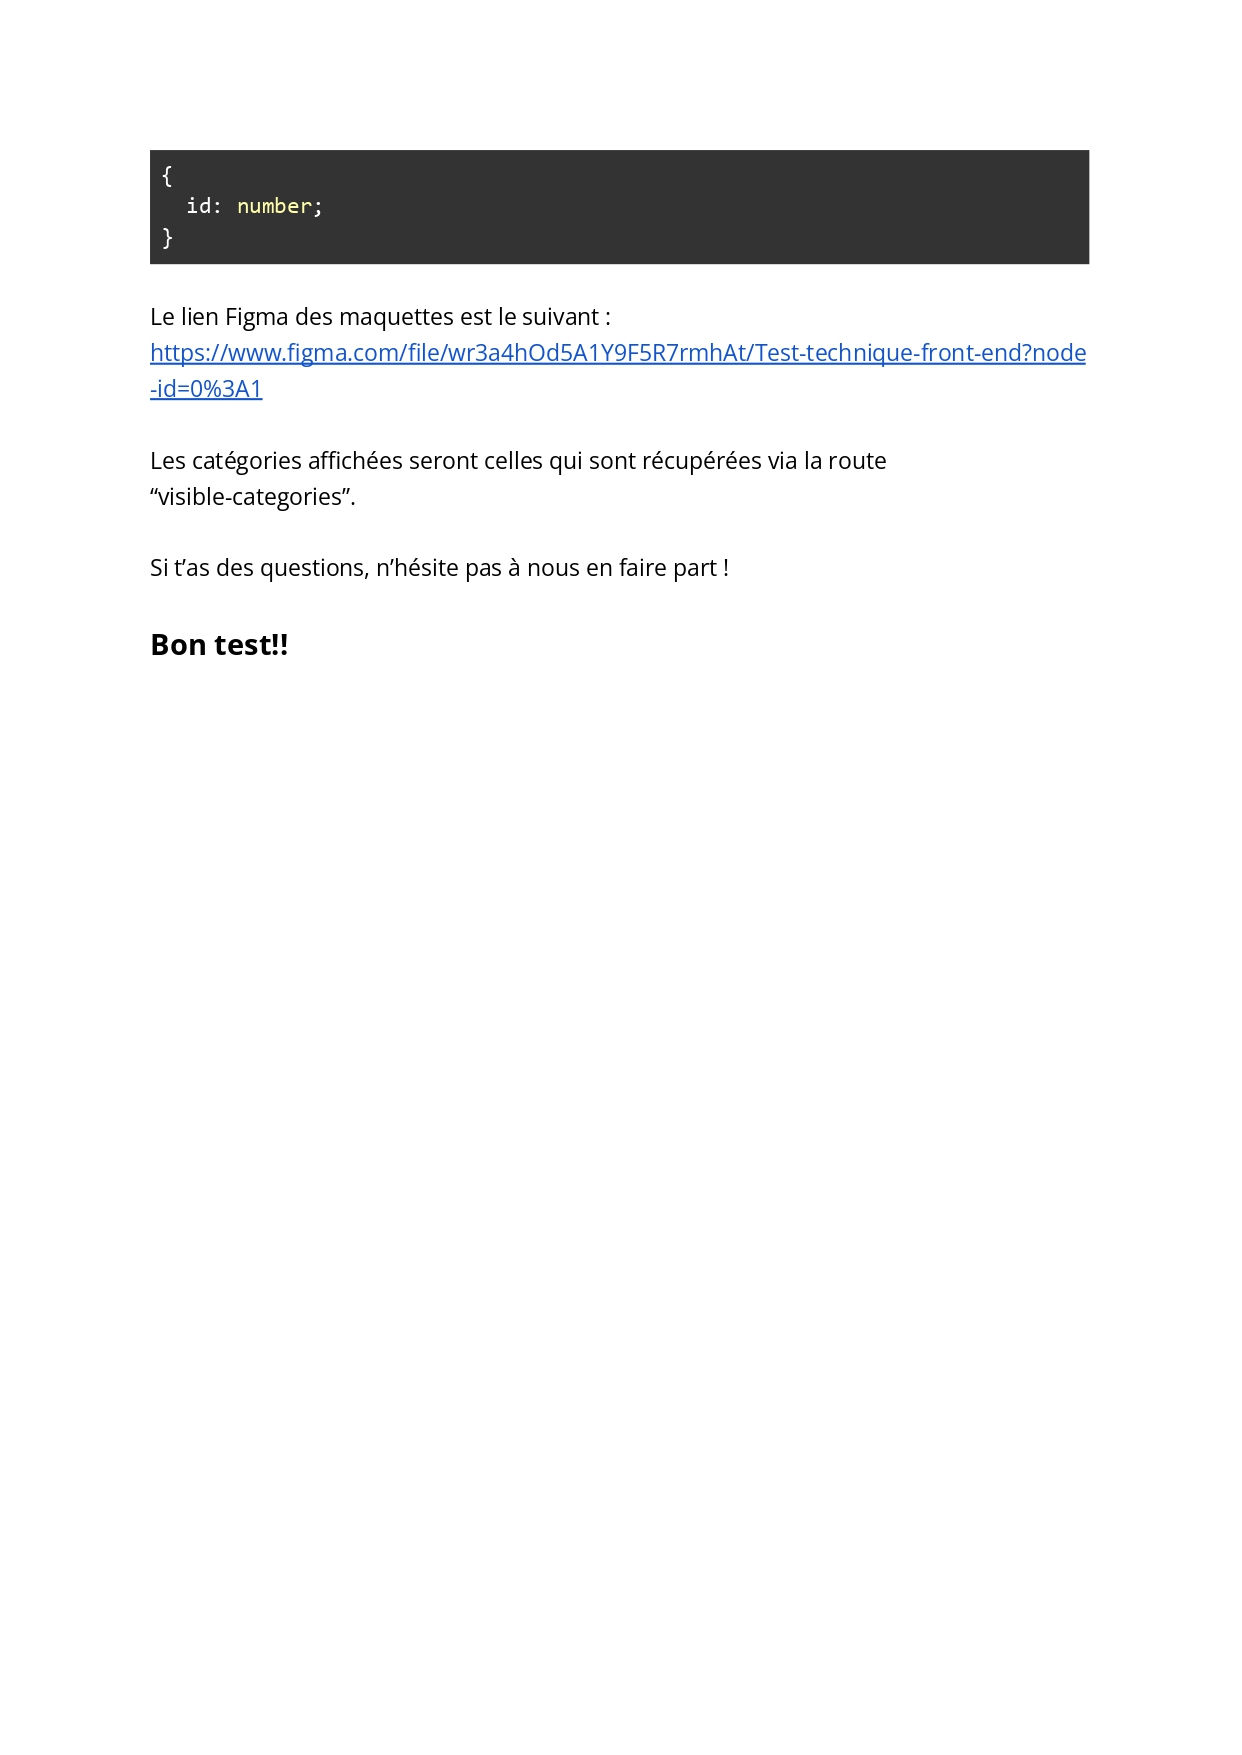 {
  id: number;
}
Le lien Figma des maquettes est le suivant :
https://www.figma.com/file/wr3a4hOd5A1Y9F5R7rmhAt/Test-technique-front-end?node
-id=0%3A1
Les catégories affichées seront celles qui sont récupérées via la route
“visible-categories”.
Si t’as des questions, n’hésite pas à nous en faire part !
Bon test!!